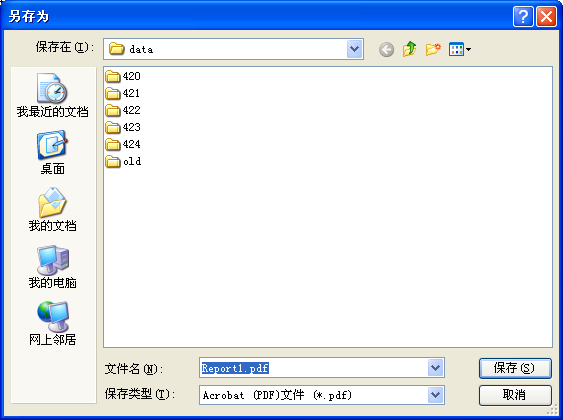 另存为
保存在(I):
data
420
421
422
423
424
old
我最近的文档
桌面
我的文档
我的电脑
网上邻居
文件名(N):
Report1.pdf
保存(S)
保存类型(T):
Acrobat (PDF)文件 (*.pdf)
取消